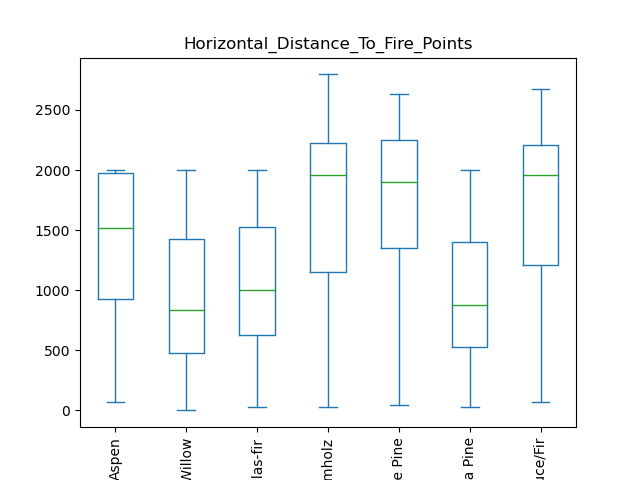 Horizontal_Distance_To_Fire_Points
2500
2000
1500
1000
500
0
Aspen
Willow
las-fir
mholz
e Pine
a Pine
uce/Fir